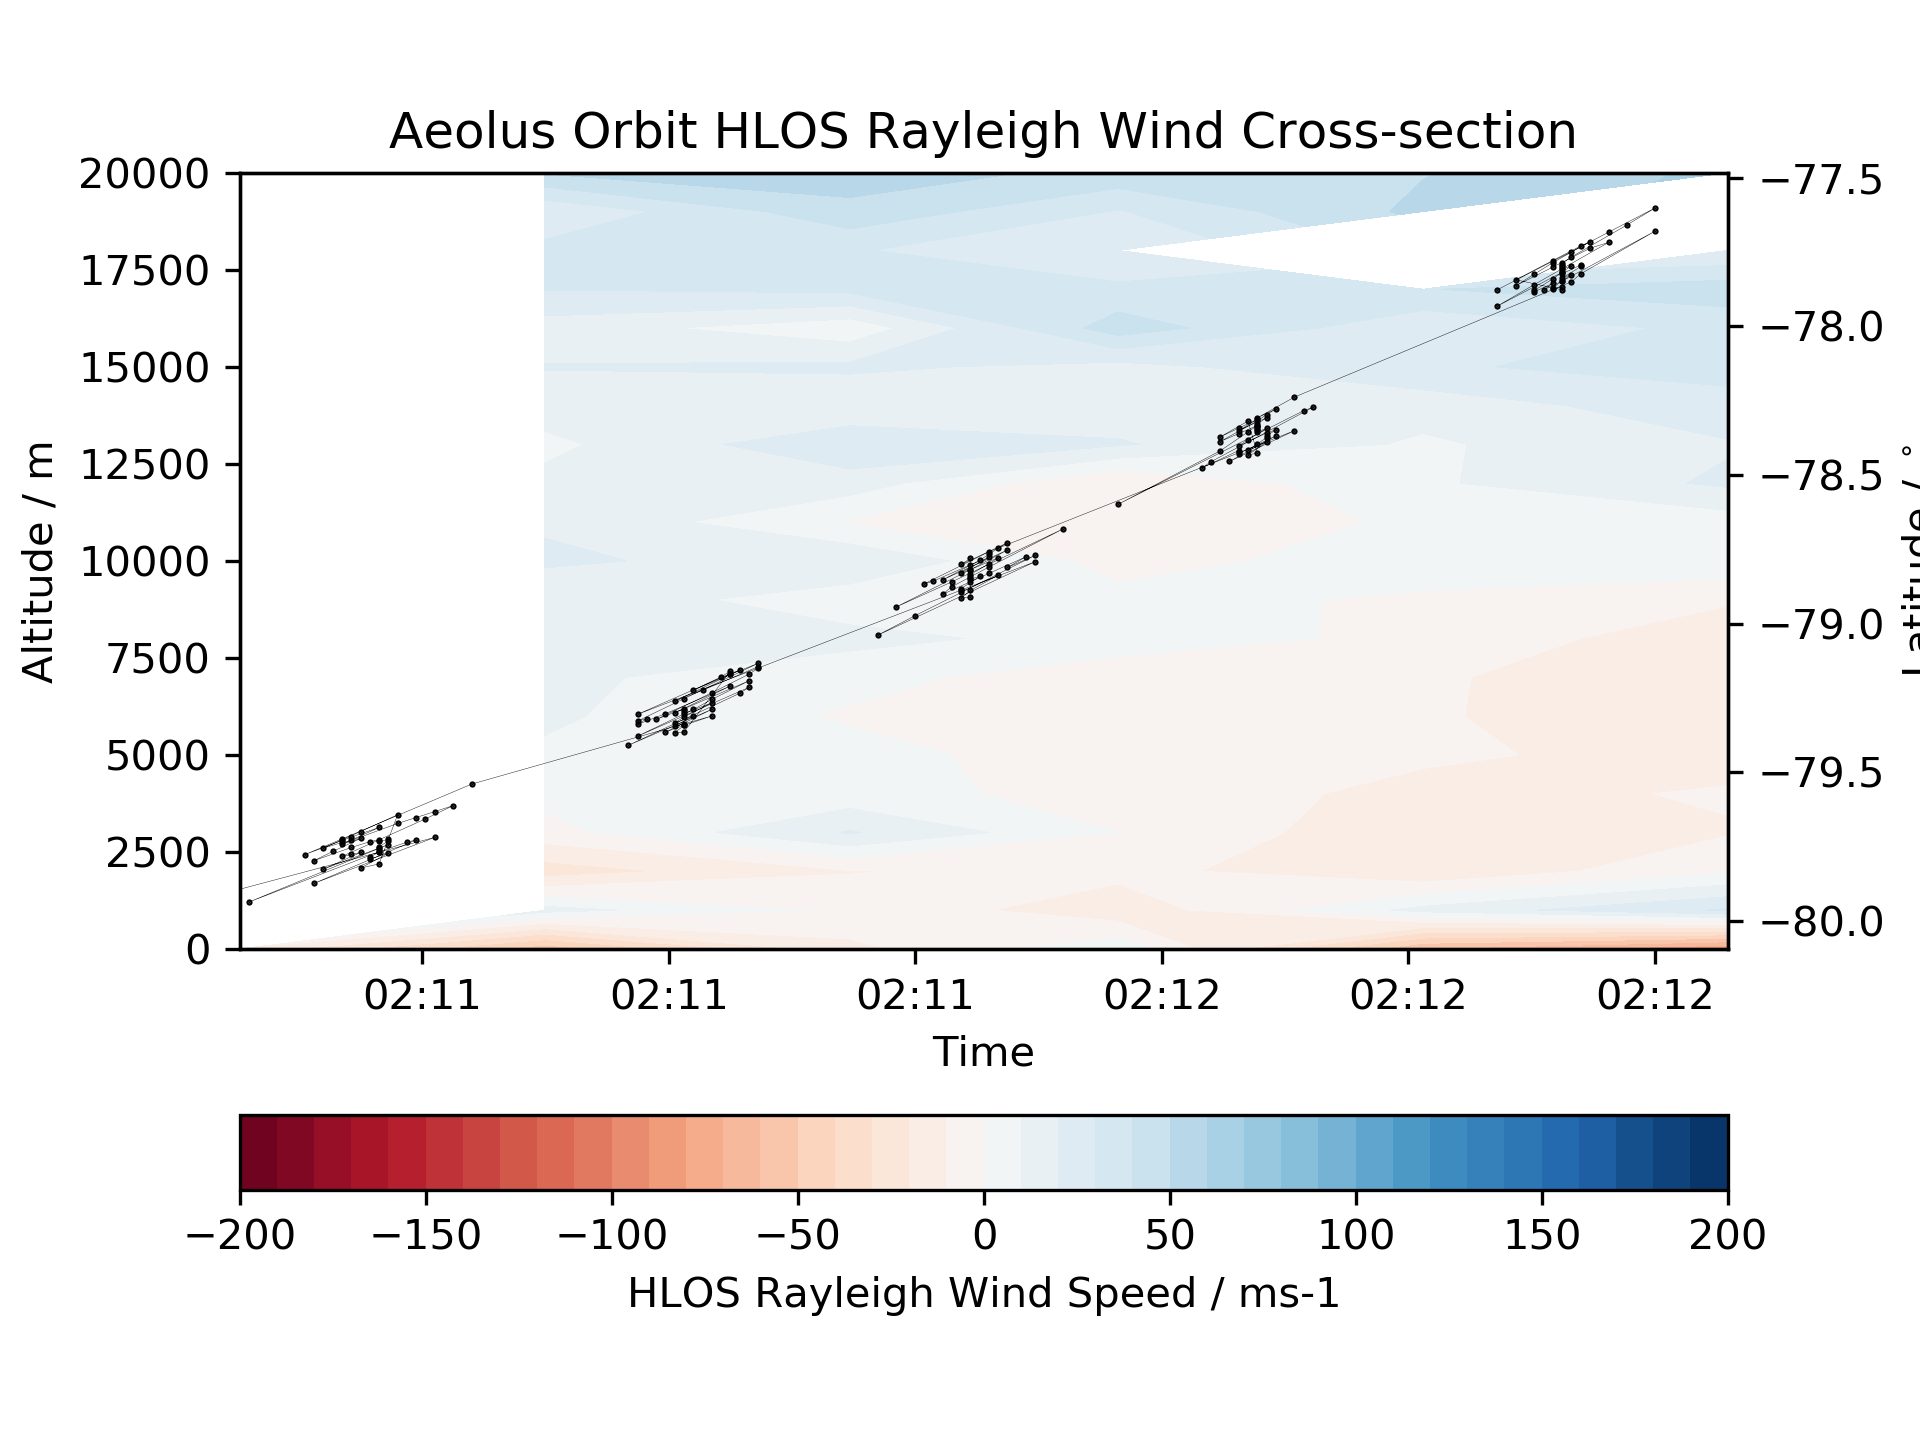 Aeolus Orbit HLOS Rayleigh Wind Cross-section
20000
17500
15000
12500
10000
7500
5000
2500
0
Altitude / m
−77.5
−78.0
−78.5
−79.0
−79.5
−80.0
Latitude / °
02:11 02:11 02:11 02:12 02:12 02:12
Time
−200 −150 −100 −50 0 50 100 150 200
HLOS Rayleigh Wind Speed / ms-1